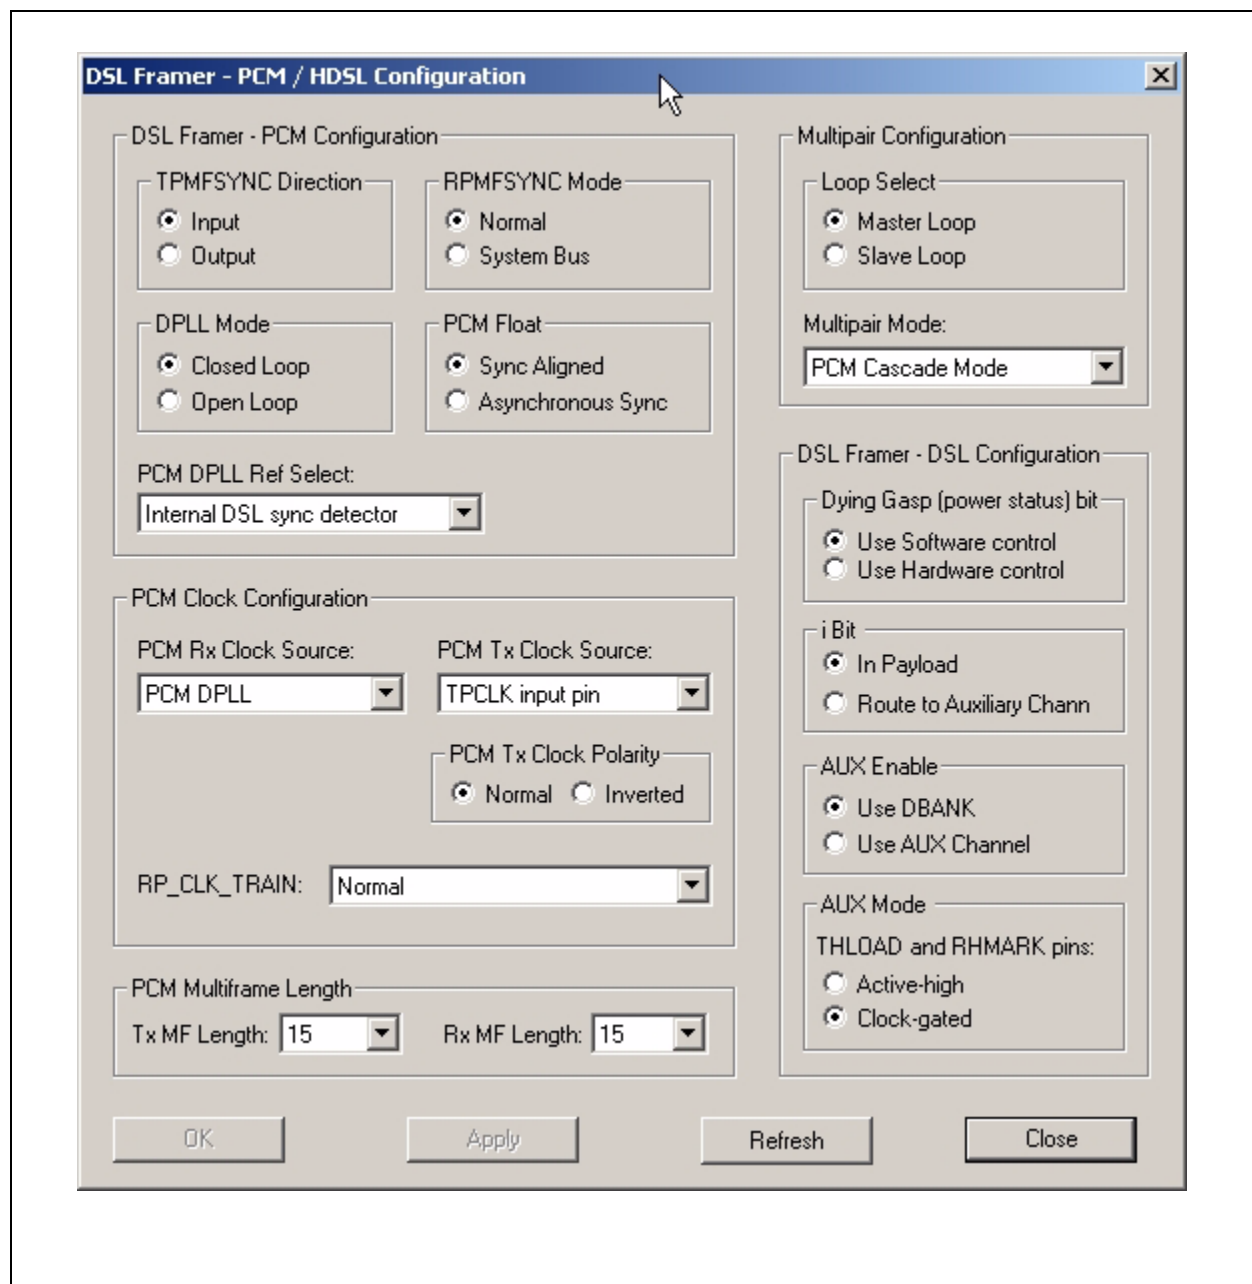 DSL Framer - PCM / HDSL Configuration
DSL Framer - PCM Configuration
TPMFSYNC Direction
Input
Output
RPMFSYNC Mode
Normal
System Bus
DPLL Mode
Closed Loop
Open Loop
PCM Float
Sync Aligned
Asynchronous Sync
PCM DPLL Ref Select:
Internal DSL sync detector
PCM Clock Configuration
PCM Rx Clock Source:
PCM DPLL
PCM Tx Clock Source:
TPCLK input pin
PCM Tx Clock Polarity
Normal Inverted
RP_CLK_TRAIN: Normal
PCM Multiframe Length
Tx MF Length: 15 Rx MF Length: 15
Multipair Configuration
Loop Select
Master Loop
Slave Loop
Multipair Mode:
PCM Cascade Mode
DSL Framer - DSL Configuration
Dying Gasp (power status) bit
Use Software control
Use Hardware control
i Bit
In Payload
Route to Auxiliary Chann
AUX Enable
Use DBANK
Use AUX Channel
AUX Mode
THLOAD and RHMARK pins:
Active-high
Clock-gated
OK Apply Refresh Close